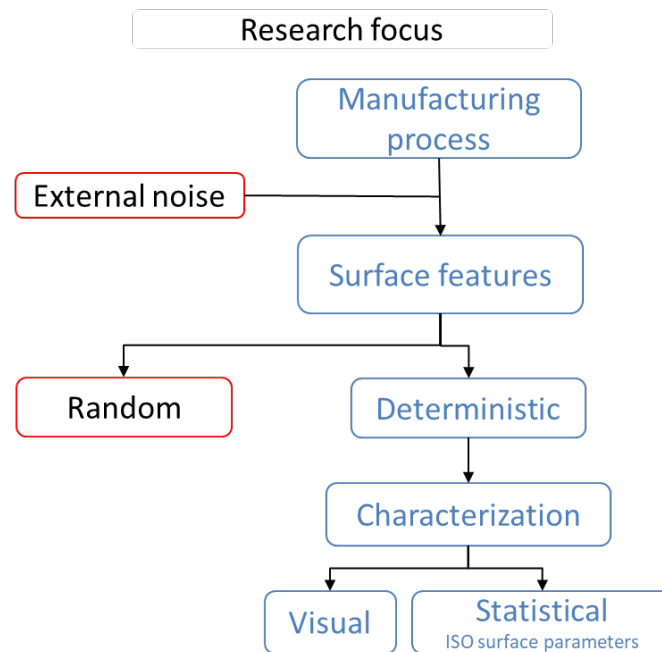 Research focus
Manufacturing
process
External noise
Surface features
Random
Deterministic
Characterization
Visual
Statistical
ISO surface parameters